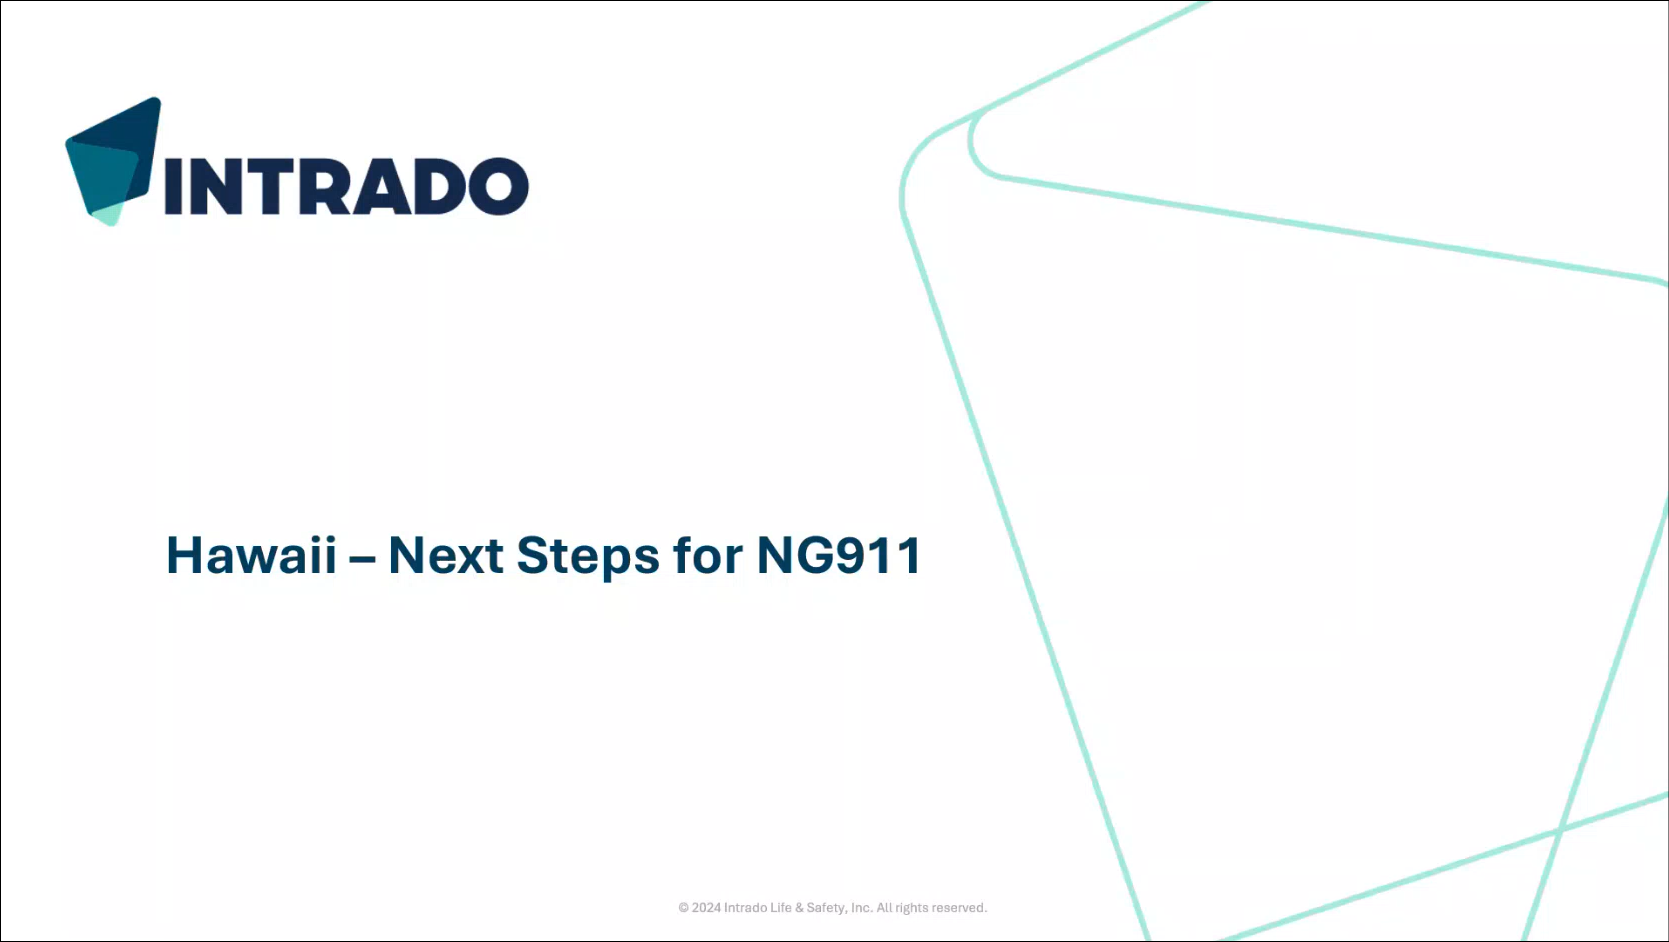 INTRADO
Hawaii – Next Steps for NG911
© 2024 Intrado Life & Safety, Inc. All rights reserved.